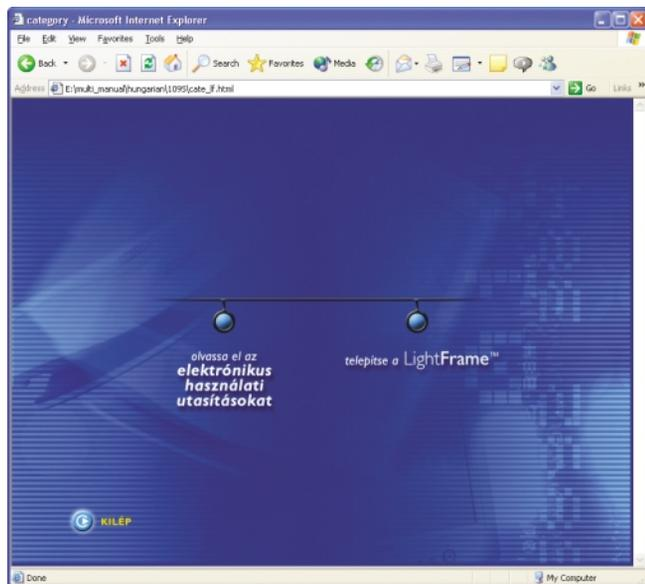 category - Microsoft Internet Explorer
File Edit View Favorites Tools Help
Back Search Favorites Media
Address E:\multi_manual\hungarian\1095\cate_lf.html Go Links »
olvassa el az
elektrónikus
használati
utasításokat
telepítse a LightFrame™
KILÉP
Done My Computer